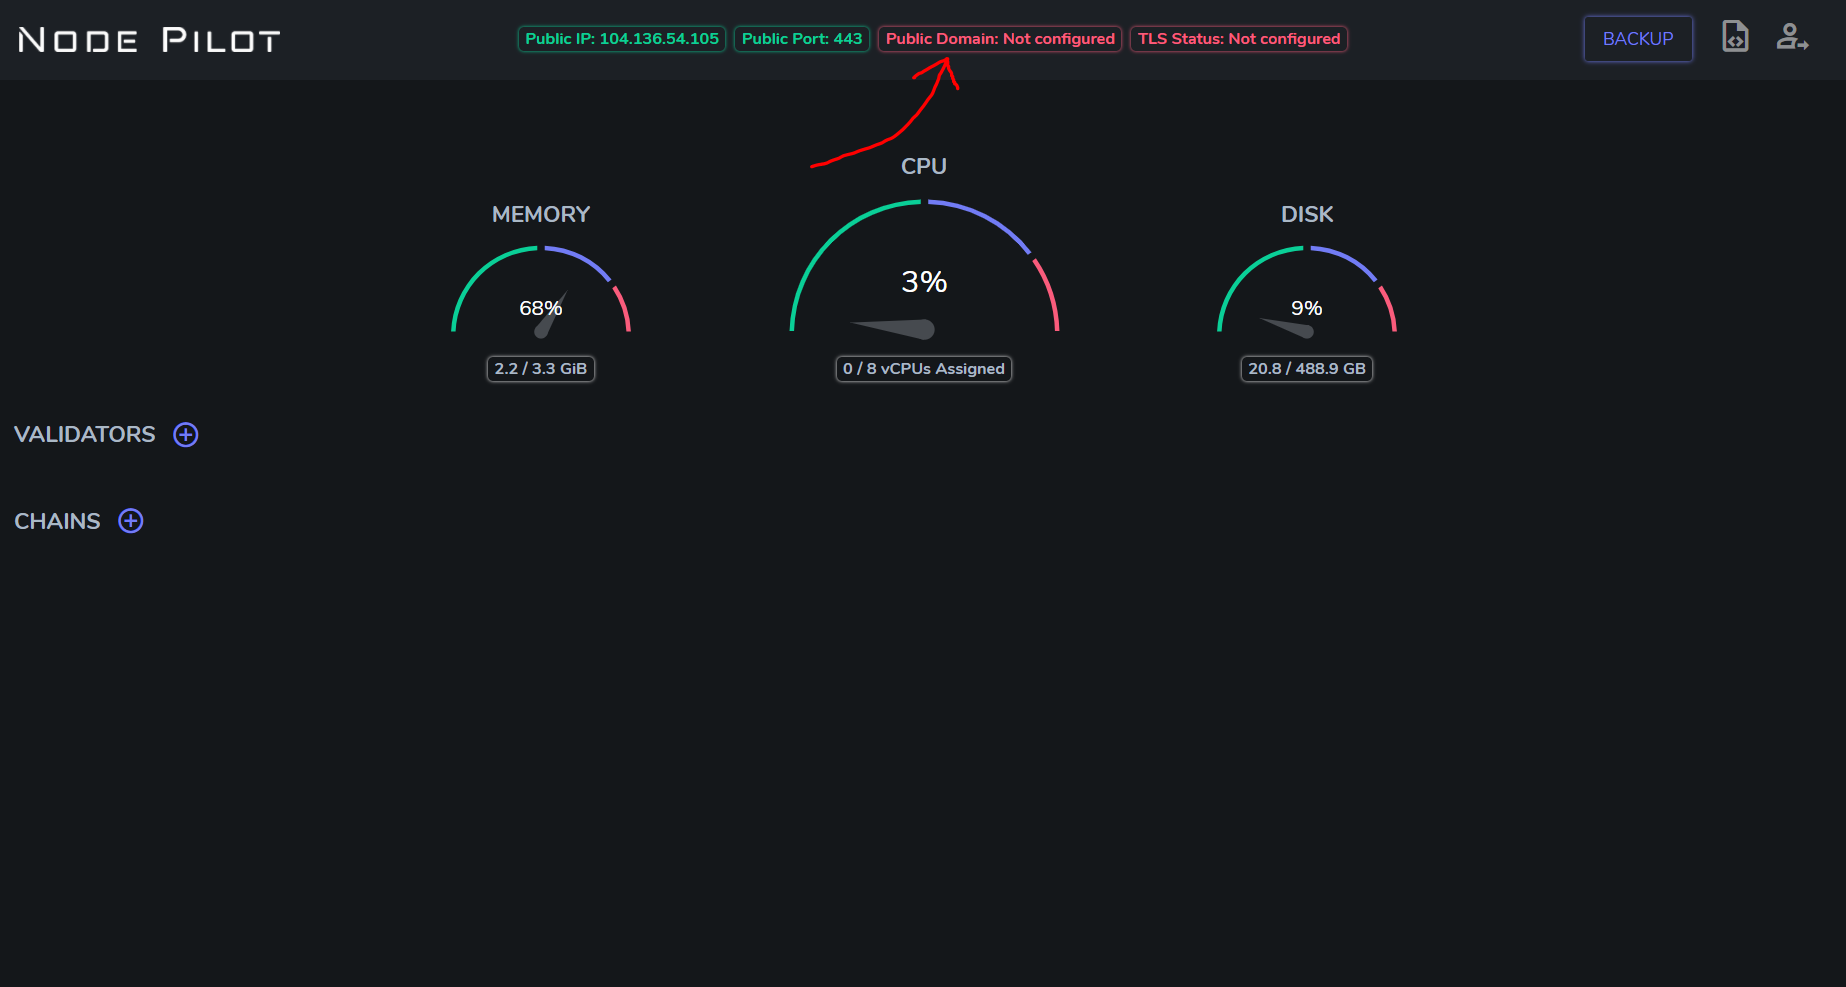 NODE PILOT
Public IP: 104.136.54.105
Public Port: 443
Public Domain: Not configured
TLS Status: Not configured
BACKUP
CPU
MEMORY
DISK
3%
68%
9%
2.2 / 3.3 GiB
0 / 8 vCPUs Assigned
20.8 / 488.9 GB
VALIDATORS
CHAINS